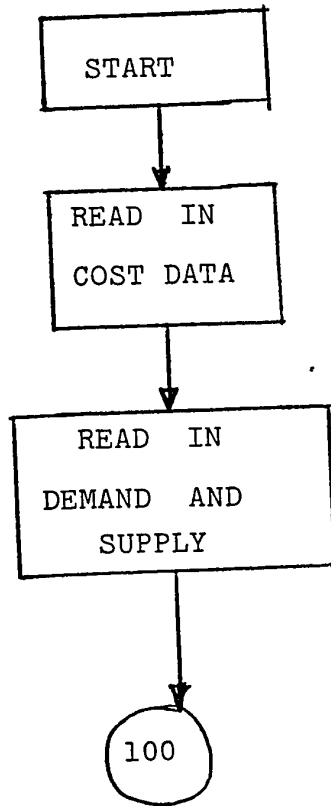 START
READ IN
COST DATA
READ IN
DEMAND AND
SUPPLY
100